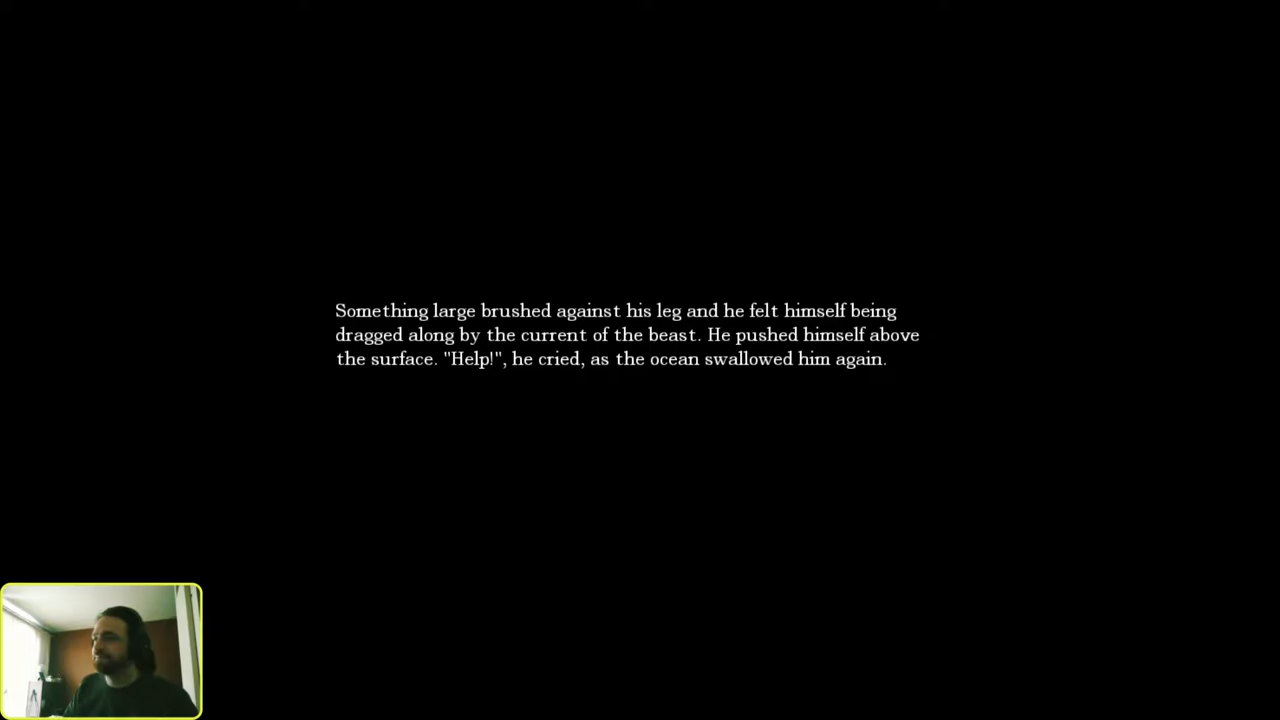 Something large brushed against his leg and he felt himself being
dragged along by the current of the beast. He pushed himself above
the surface. "Help!", he cried, as the ocean swallowed him again.